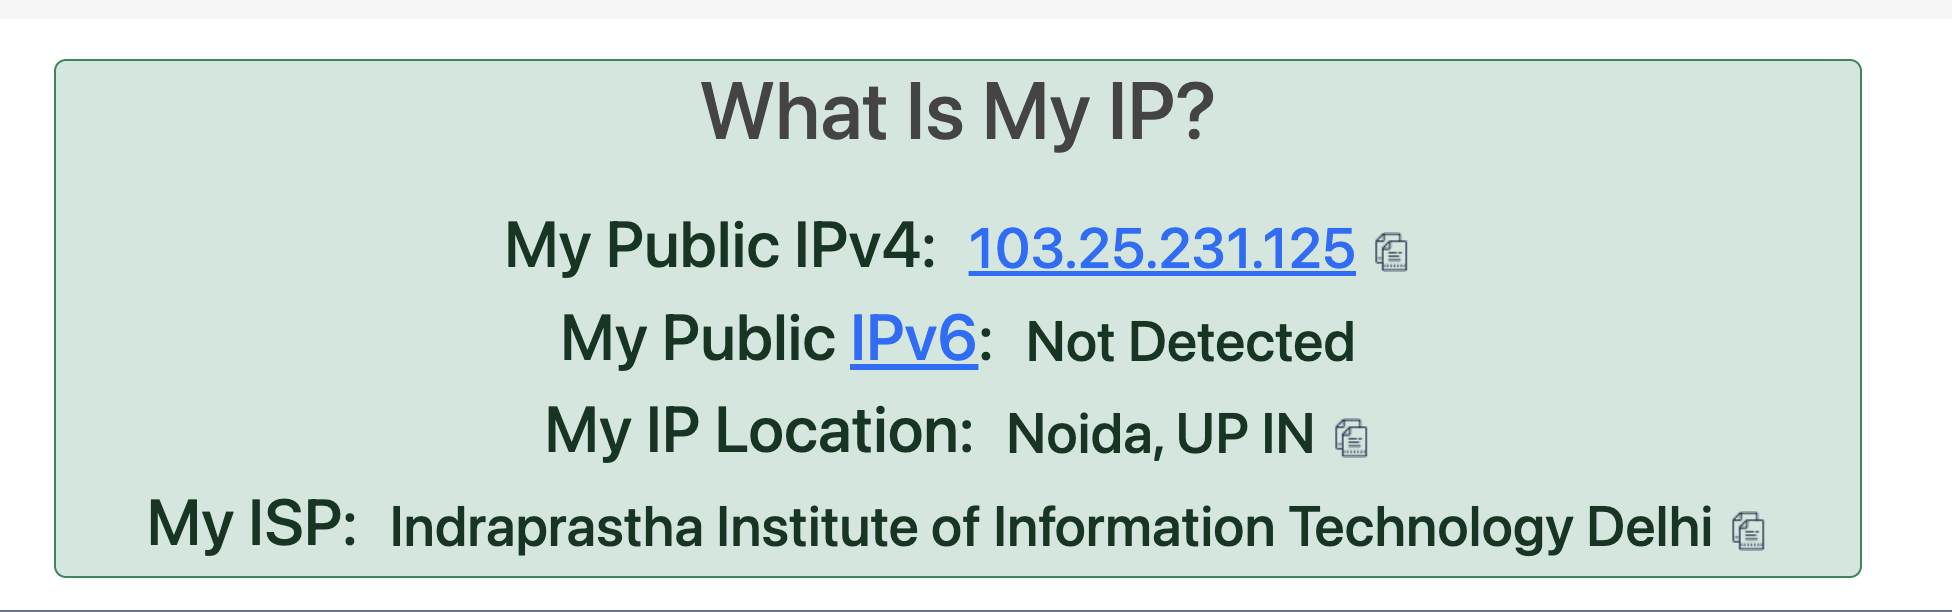 What Is My IP?
My Public IPv4: 103.25.231.125
My Public IPv6: Not Detected
My IP Location: Noida, UP IN
My ISP: Indraprastha Institute of Information Technology Delhi